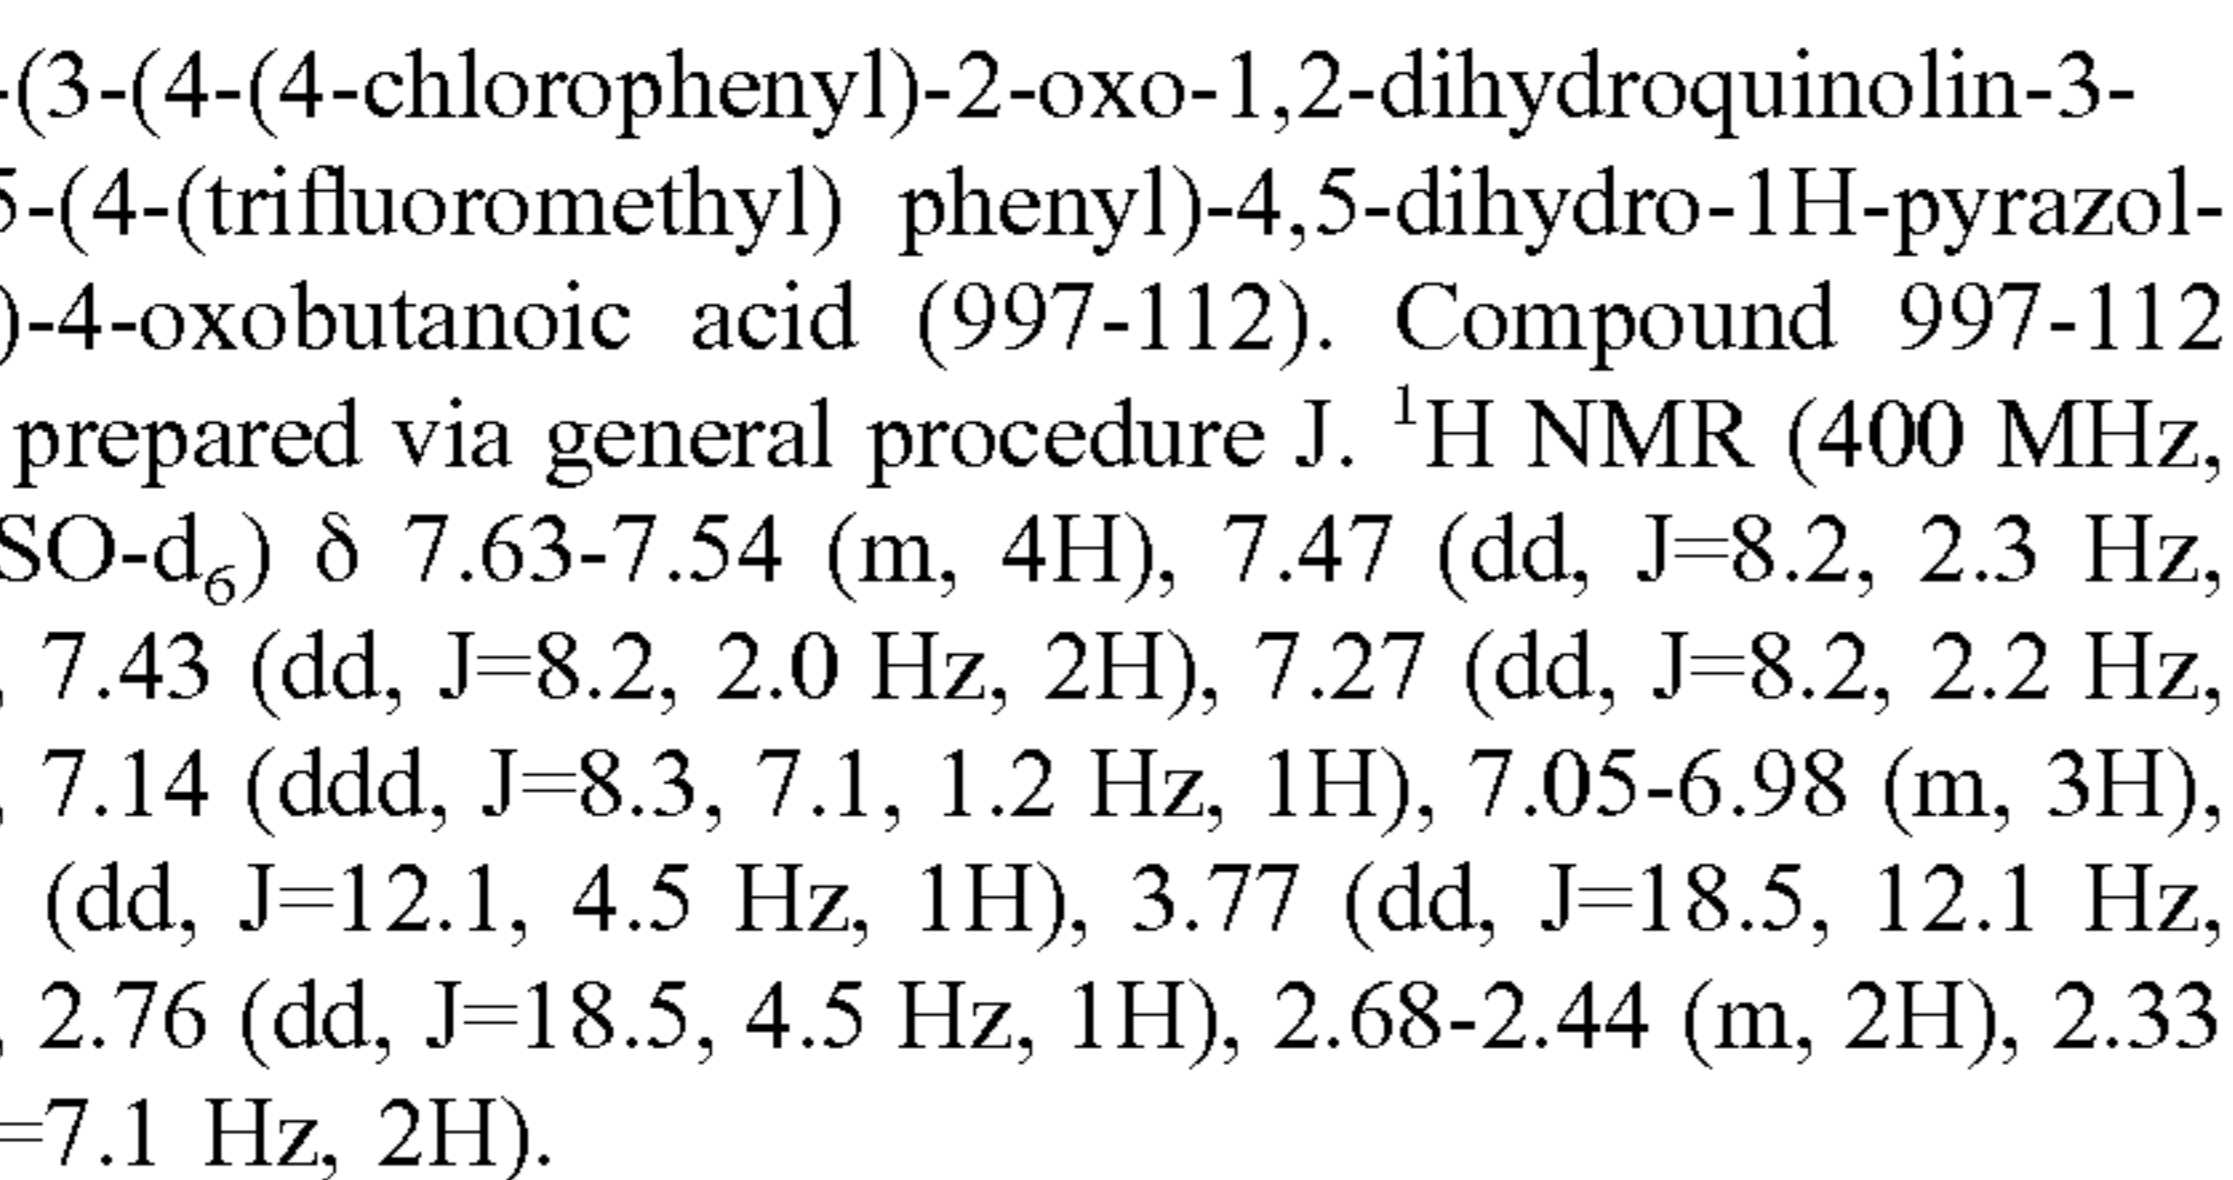 -(3-(4-(4-chlorophenyl)-2-oxo-1,2-dihydroquinolin-3-
5-(4-(trifluoromethyl) phenyl)-4,5-dihydro-1H-pyrazol-
)-4-oxobutanoic acid (997-112). Compound 997-112
prepared via general procedure J. ¹H NMR (400 MHz,
SO-d₆) δ 7.63-7.54 (m, 4H), 7.47 (dd, J=8.2, 2.3 Hz,
, 7.43 (dd, J=8.2, 2.0 Hz, 2H), 7.27 (dd, J=8.2, 2.2 Hz,
, 7.14 (ddd, J=8.3, 7.1, 1.2 Hz, 1H), 7.05-6.98 (m, 3H),
(dd, J=12.1, 4.5 Hz, 1H), 3.77 (dd, J=18.5, 12.1 Hz,
, 2.76 (dd, J=18.5, 4.5 Hz, 1H), 2.68-2.44 (m, 2H), 2.33
=7.1 Hz, 2H).